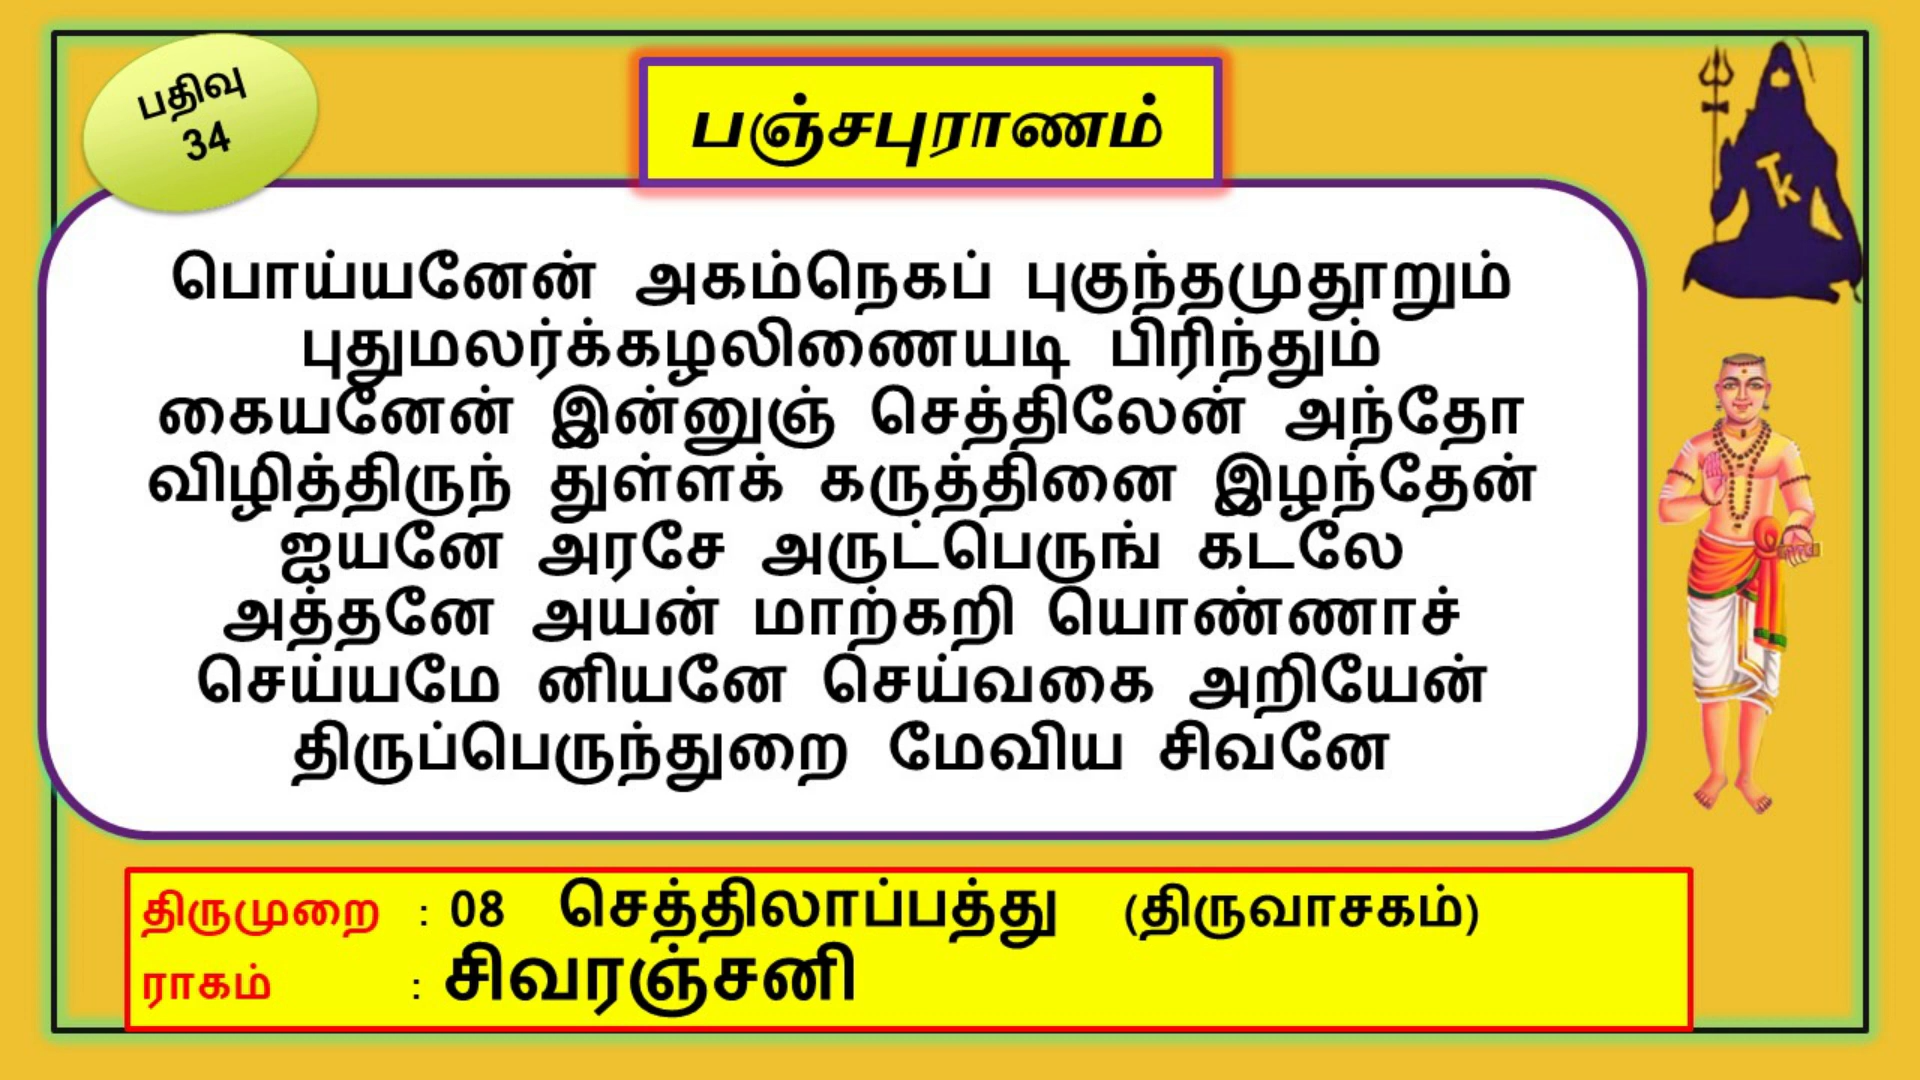 பதிவு
34
பஞ்சபுராணம்
பொய்யனேன் அகம்நெகப் புகுந்தமுதூறும்
புதுமலர்க்கழலிணையடி பிரிந்தும்
கையனேன் இன்னுஞ் செத்திலேன் அந்தோ
விழித்திருந் துள்ளக் கருத்தினை இழந்தேன்
ஐயனே அரசே அருட்பெருங் கடலே
அத்தனே அயன் மாற்கறி யொண்ணாச்
செய்யமே னியனே செய்வகை அறியேன்
திருப்பெருந்துறை மேவிய சிவனே
திருமுறை : 08 செத்திலாப்பத்து (திருவாசகம்)
ராகம் : சிவரஞ்சனி
Tk